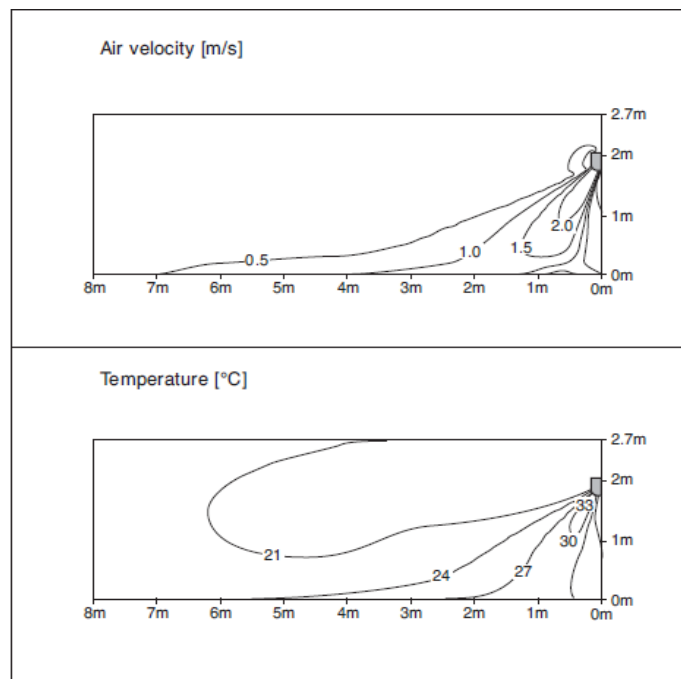 Air velocity [m/s]
2.7m
2m
2.0
1m
1.5
1.0
0.5
0m
8m 7m 6m 5m 4m 3m 2m 1m 0m
Temperature [°C]
2.7m
2m
33
1m
30
21
27
24
0m
8m 7m 6m 5m 4m 3m 2m 1m 0m